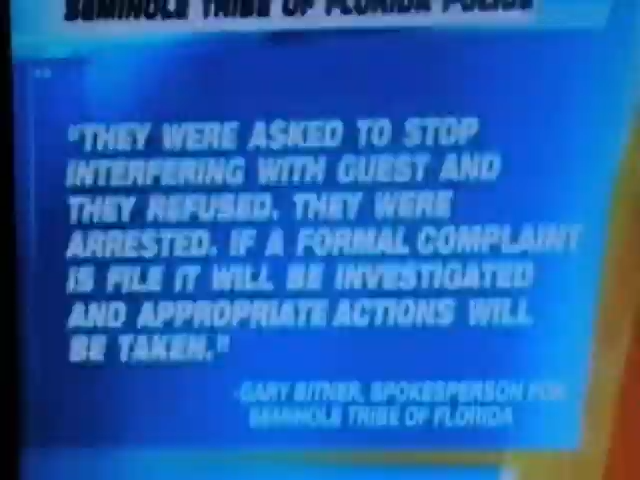 SEMINOLE TRIBE OF FLORIDA POLICE
"THEY WERE ASKED TO STOP
INTERFERING WITH GUEST AND
THEY REFUSED. THEY WERE
ARRESTED. IF A FORMAL COMPLAINT
IS FILE IT WILL BE INVESTIGATED
AND APPROPRIATE ACTIONS WILL
BE TAKEN."
-GARY BITNER, SPOKESPERSON FOR
SEMINOLE TRIBE OF FLORIDA